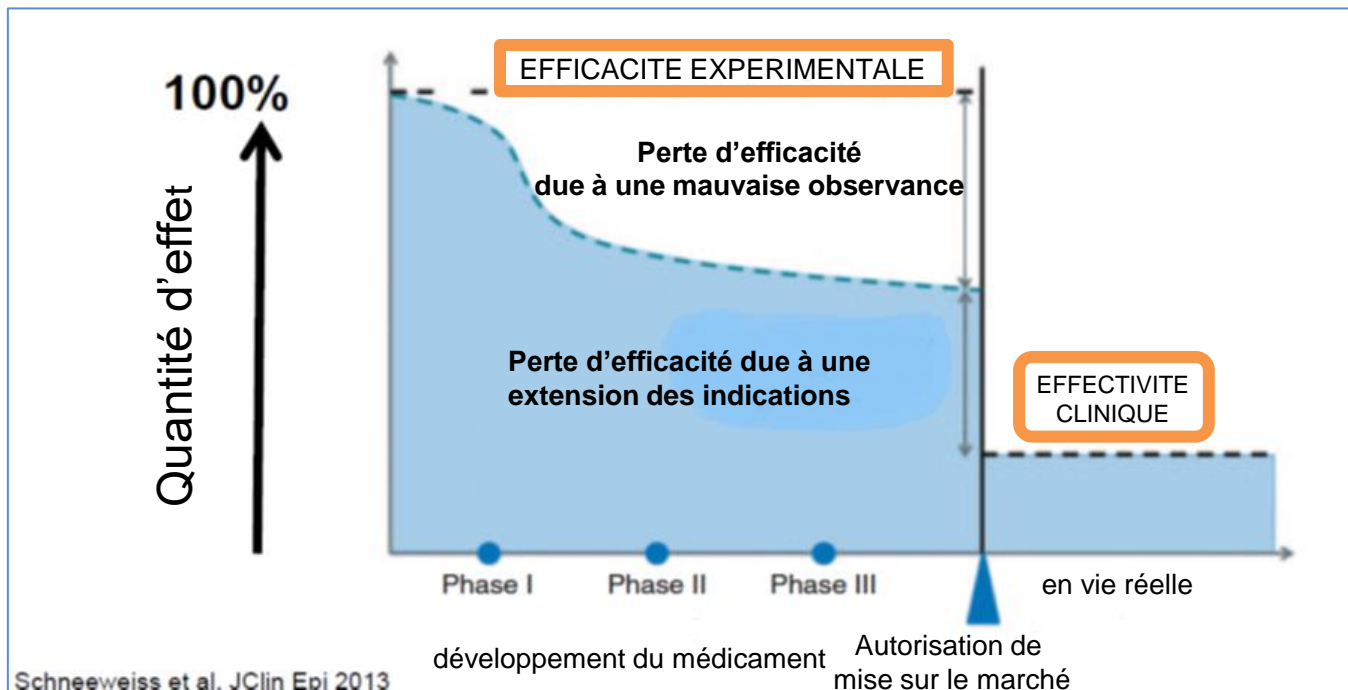 EFFICACITE EXPERIMENTALE
100%
Perte d'efficacité
due à une mauvaise observance
Quantité d'effet
Perte d'efficacité due à une
extension des indications
EFFECTIVITE
CLINIQUE
Phase I
Phase II
Phase III
en vie réelle
développement du médicament
Autorisation de
mise sur le marché
Schneeweiss et al. JClin Epi 2013